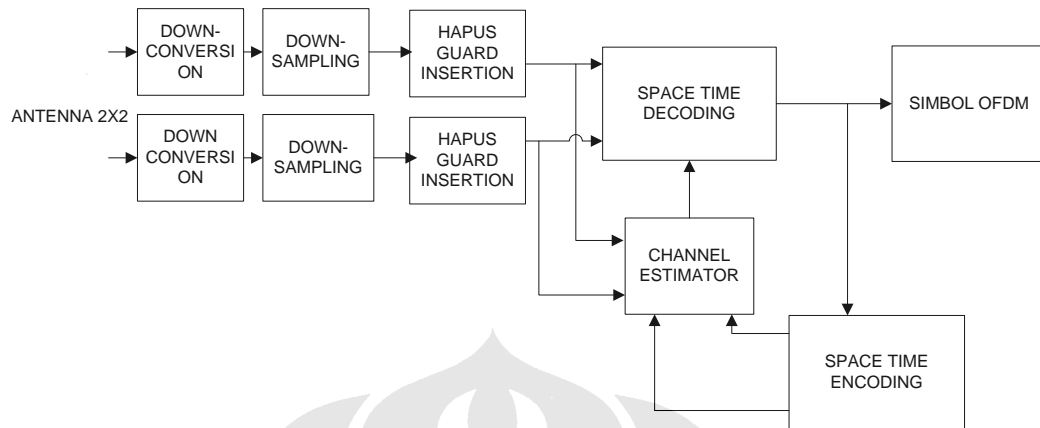 DOWN-
CONVERSI
ON
DOWN-
SAMPLING
HAPUS
GUARD
INSERTION
SPACE TIME
DECODING
SIMBOL OFDM
ANTENNA 2X2
DOWN
CONVERSI
ON
DOWN-
SAMPLING
HAPUS
GUARD
INSERTION
CHANNEL
ESTIMATOR
SPACE TIME
ENCODING